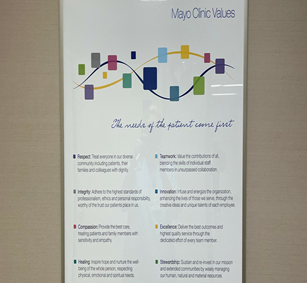 Mayo Clinic Values
The needs of the patient come first
Respect: Treat everyone in our diverse
community including patients, their
families and colleagues with dignity.
Integrity: Adhere to the highest standards of
professionalism, ethics and personal responsibility,
worthy of the trust our patients place in us.
Compassion: Provide the best care,
treating patients and family members with
sensitivity and empathy.
Healing: Inspire hope and nurture the well-
being of the whole person, respecting
physical, emotional and spiritual needs.
Teamwork: Value the contributions of all,
blending the skills of individual staff
members in unsurpassed collaboration.
Innovation: Infuse and energize the organization,
enhancing the lives of those we serve, through the
creative ideas and unique talents of each employee.
Excellence: Deliver the best outcomes and
highest quality service through the
dedicated effort of every team member.
Stewardship: Sustain and re-invest in our mission
and extended communities by wisely managing
our human, natural and material resources.